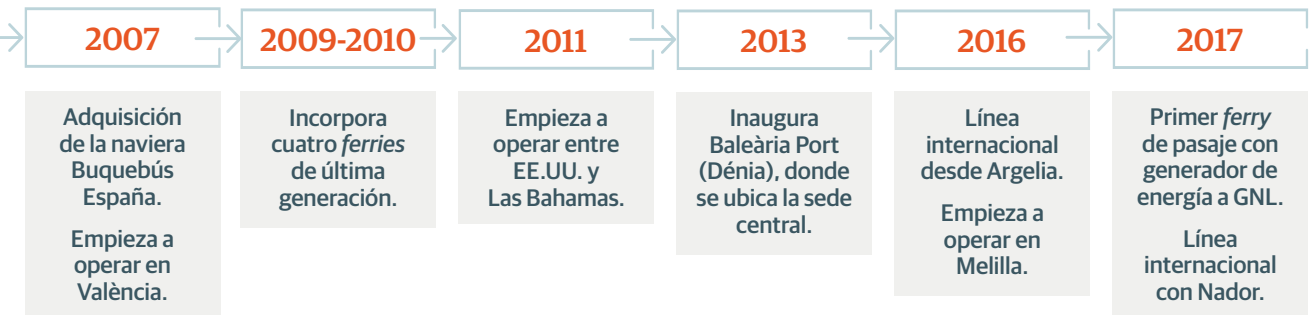 2007
Adquisición
de la naviera
Buquebús
España.
Empieza a
operar en
València.
2009-2010
Incorpora
cuatro ferries
de última
generación.
2011
Empieza a
operar entre
EE.UU. y
Las Bahamas.
2013
Inaugura
Baleària Port
(Dénia), donde
se ubica la sede
central.
2016
Línea
internacional
desde Argelia.
Empieza a
operar en
Melilla.
2017
Primer ferry
de pasaje con
generador de
energía a GNL.
Línea
internacional
con Nador.